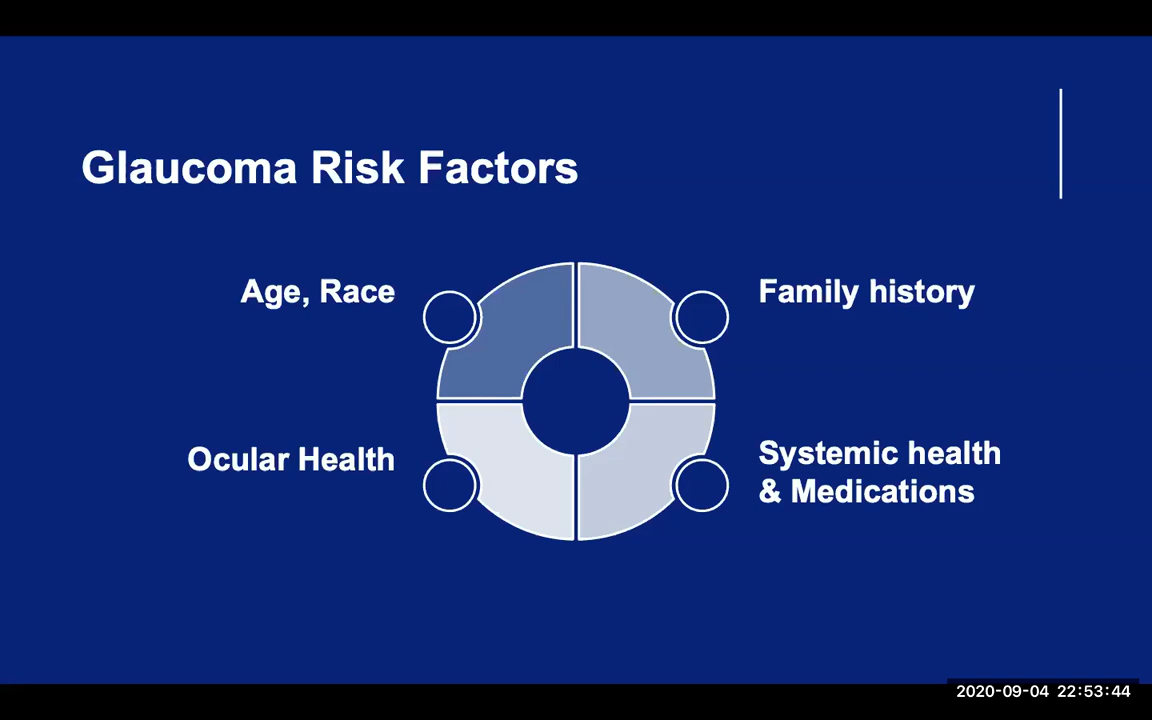 Glaucoma Risk Factors
Age, Race
Family history
Ocular Health
Systemic health
& Medications
2020-09-04 22:53:44